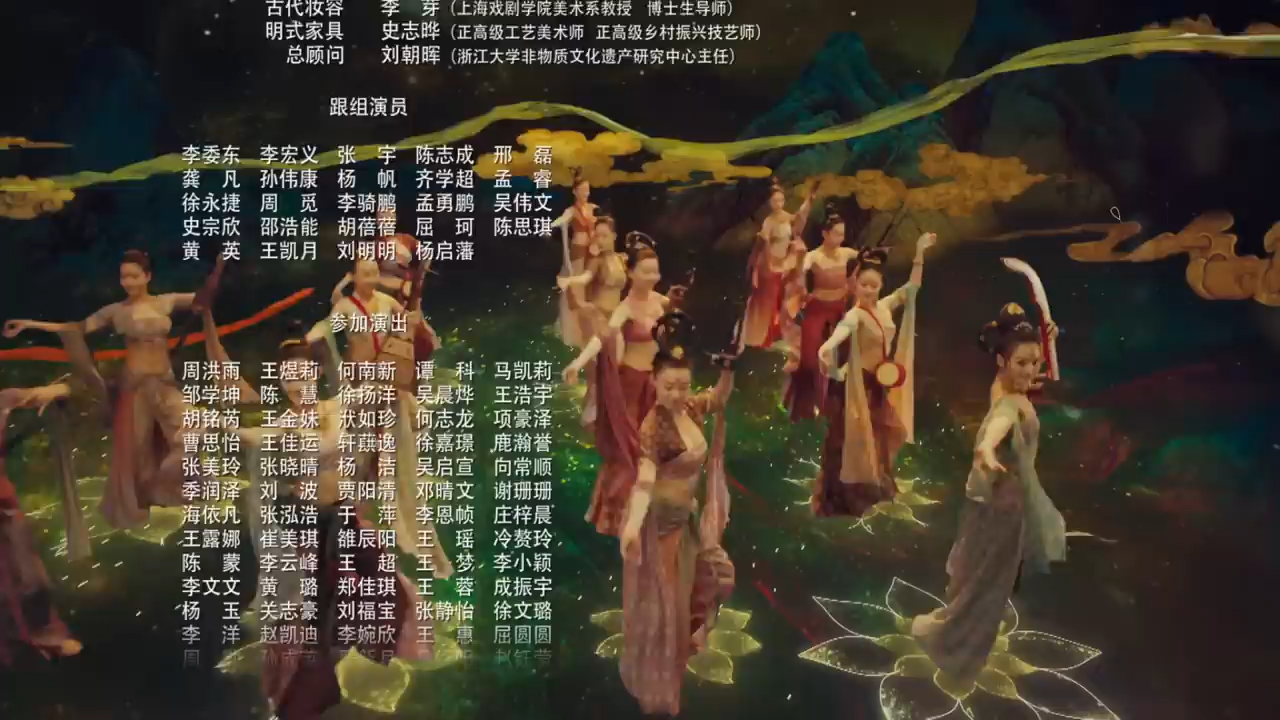 古代妆容 李 芽（上海戏剧学院美术系教授 博士生导师）
明式家具 史志晔（正高级工艺美术师 正高级乡村振兴技艺师）
总顾问 刘朝晖（浙江大学非物质文化遗产研究中心主任）
跟组演员
李委东 李宏义 张 宇 陈志成 邢 磊
龚 凡 孙伟康 杨 帆 齐学超 孟 睿
徐永捷 周 觅 李骑鹏 孟勇鹏 吴伟文
史宗欣 邵浩能 胡蓓蓓 屈 珂 陈思琪
黄 英 王凯月 刘明明 杨启藩
参加演出
周洪雨 王煜莉 何南新 谭 科 马凯莉
邹学坤 陈 慧 徐扬洋 吴晨烨 王浩宇
胡铭芮 王金妹 洑如珍 何志龙 项豪泽
曹思怡 王佳运 徐嘉璟 鹿瀚誉
张美玲 张晓晴 杨 洁 吴启宣 向常顺
季润泽 刘 波 贾阳清 邓晴文 谢珊珊
海依凡 张泓浩 于 萍 李恩帧 庄梓晨
王露娜 崔美琪 雒辰阳 王 瑶 冷赘玲
陈 蒙 李云峰 王 超 王 梦 李小颖
李文文 黄 璐 郑佳琪 王 蓉 成振宇
杨 玉 关志豪 刘福宝 张静怡 徐文璐
李 洋 赵凯迪 李婉欣 王 惠 屈圆圆